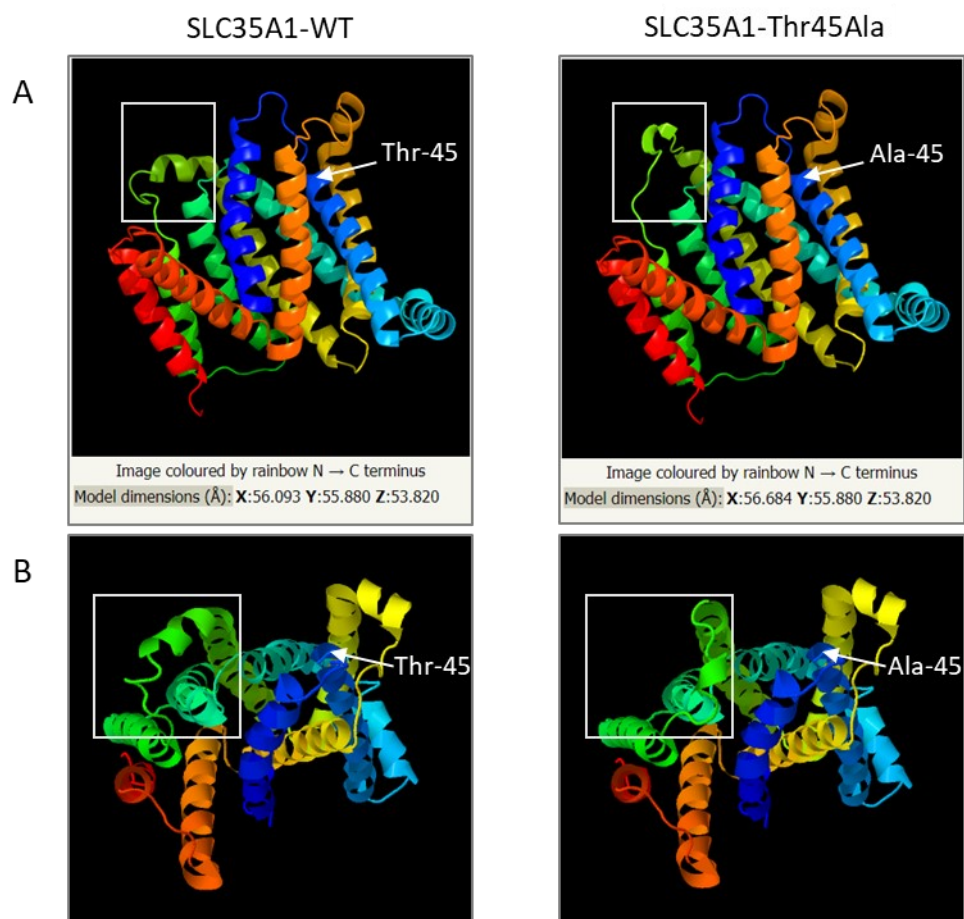 SLC35A1-WT
SLC35A1-Thr45Ala
A
Thr-45
Ala-45
Image coloured by rainbow N → C terminus
Model dimensions (Å): X:56.093 Y:55.880 Z:53.820
Image coloured by rainbow N → C terminus
Model dimensions (Å): X:56.684 Y:55.880 Z:53.820
B
Thr-45
Ala-45